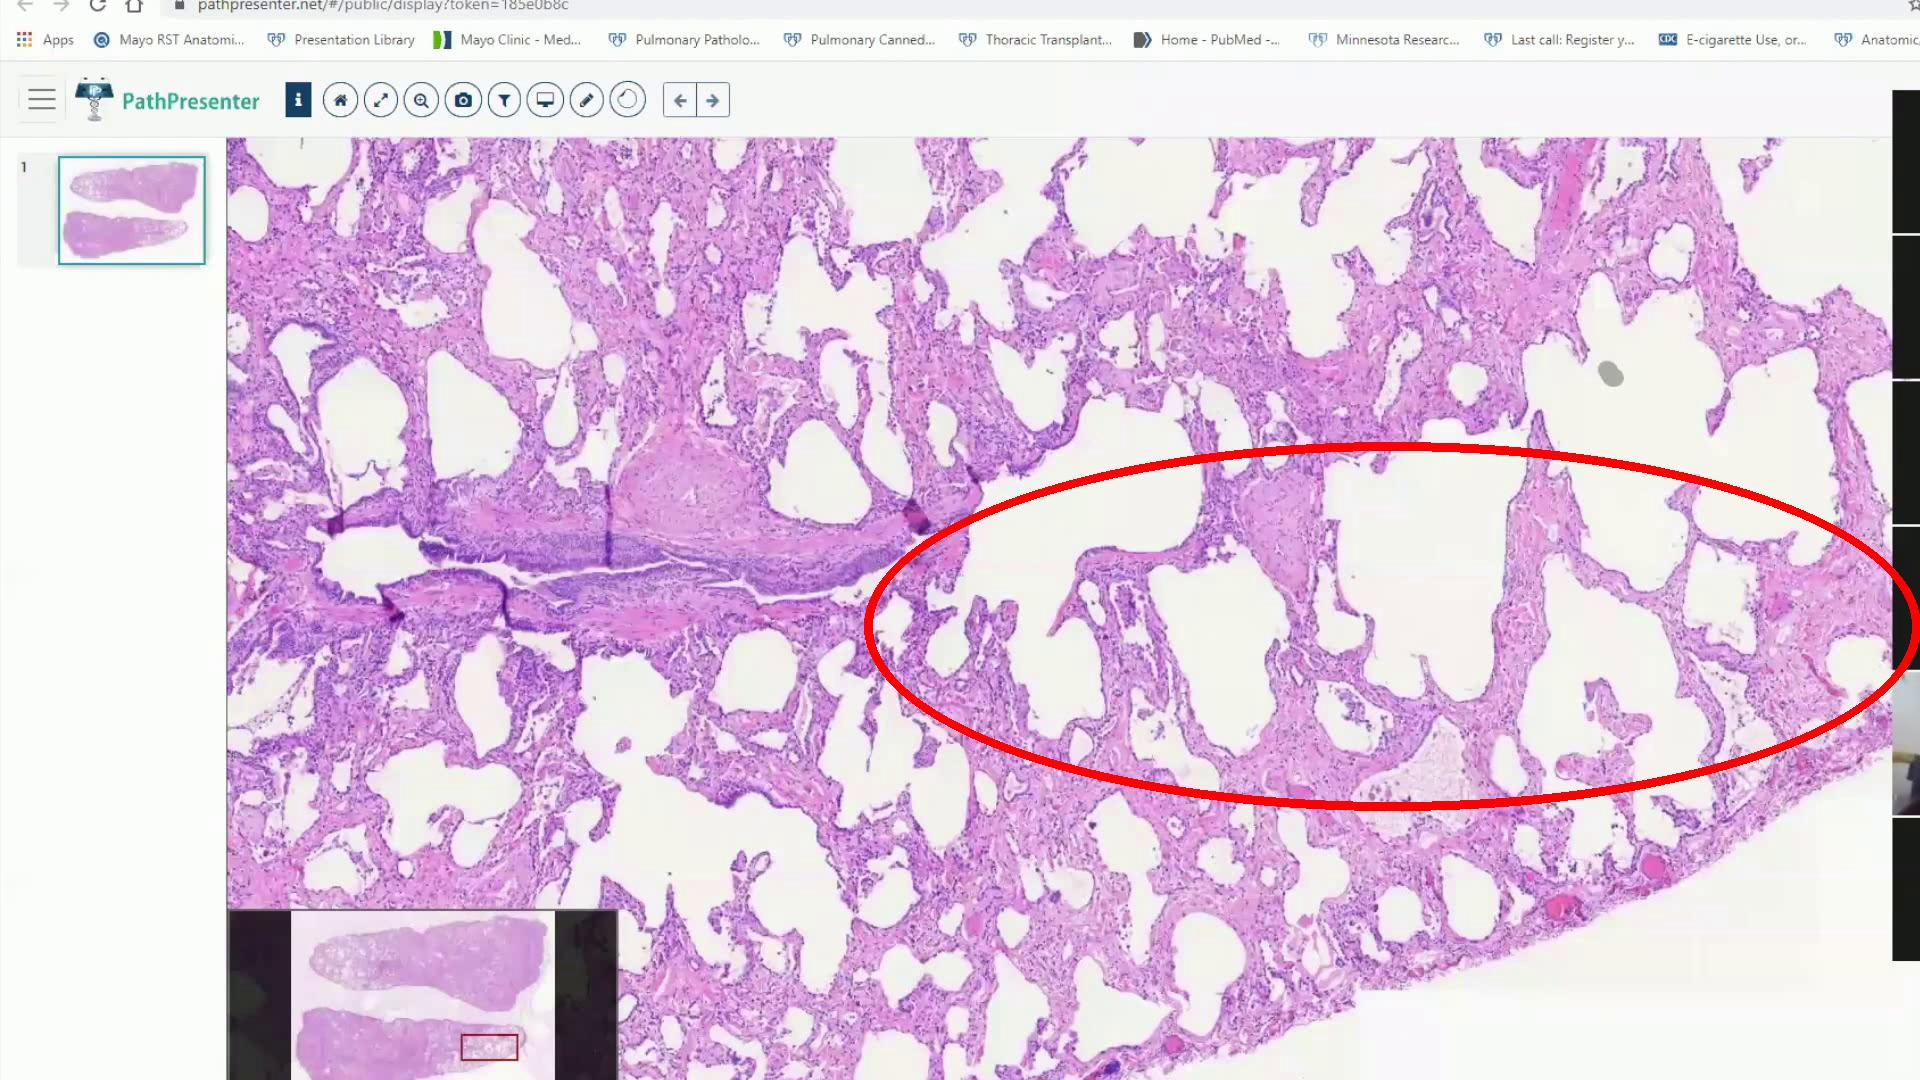 pathpresenter.net/#/public/display?token=185e0b8c
Apps Mayo RST Anatomi... Presentation Library Mayo Clinic - Med... Pulmonary Patholo... Pulmonary Canned... Thoracic Transplant... Home - PubMed -... Minnesota Researc... CDC Last call: Register y... E-cigarette Use, or... Anatomic
PathPresenter
1